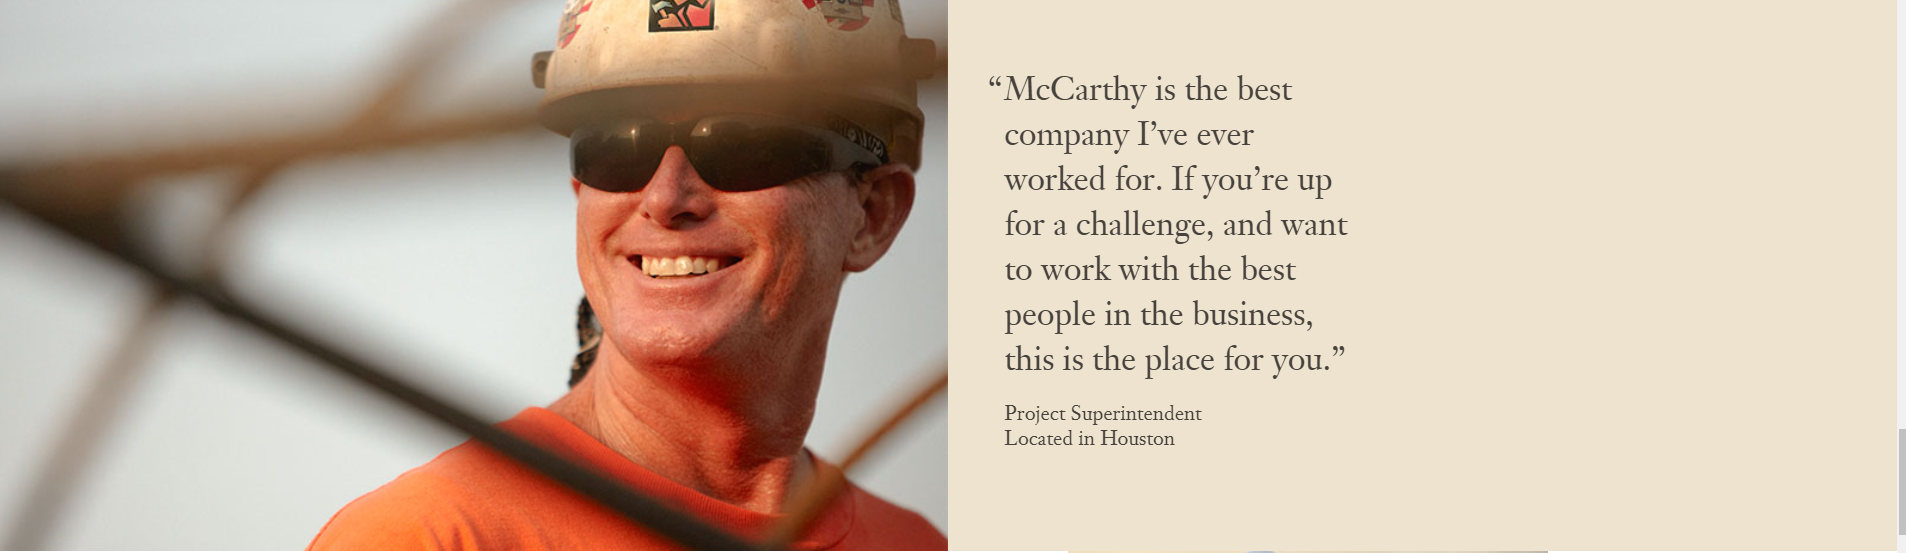 “McCarthy is the best
company I’ve ever
worked for. If you’re up
for a challenge, and want
to work with the best
people in the business,
this is the place for you.”
Project Superintendent
Located in Houston